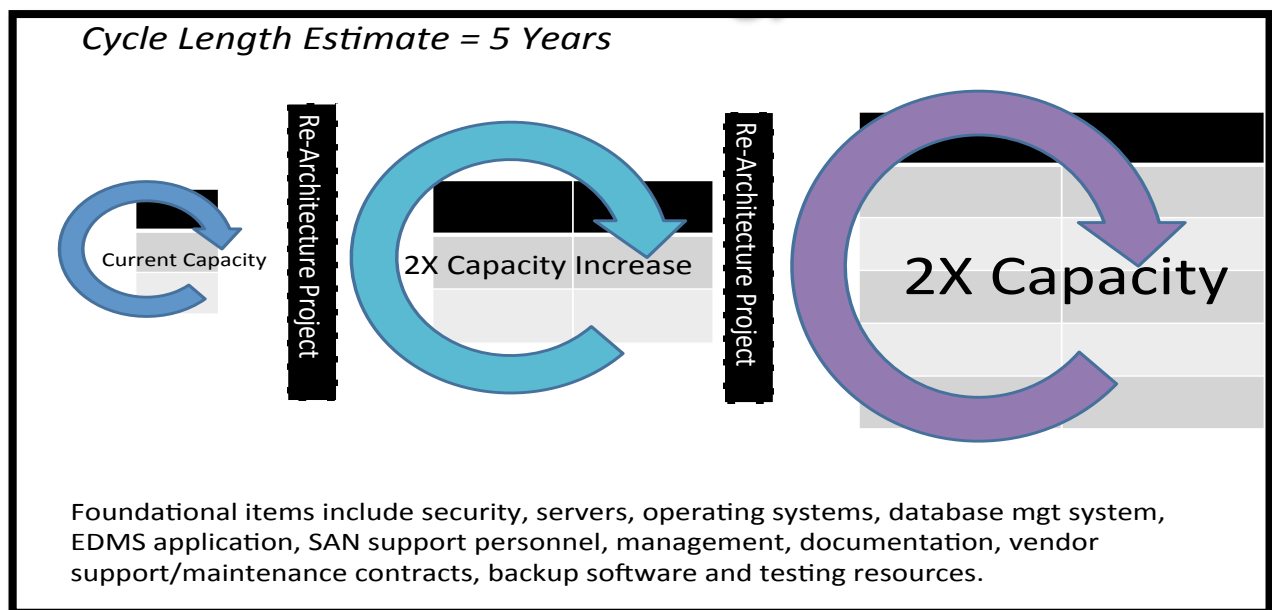 Cycle Length Estimate = 5 Years
Current Capacity
Re-Architecture Project
2X Capacity Increase
Re-Architecture Project
2X Capacity
Foundational items include security, servers, operating systems, database mgt system,
EDMS application, SAN support personnel, management, documentation, vendor
support/maintenance contracts, backup software and testing resources.